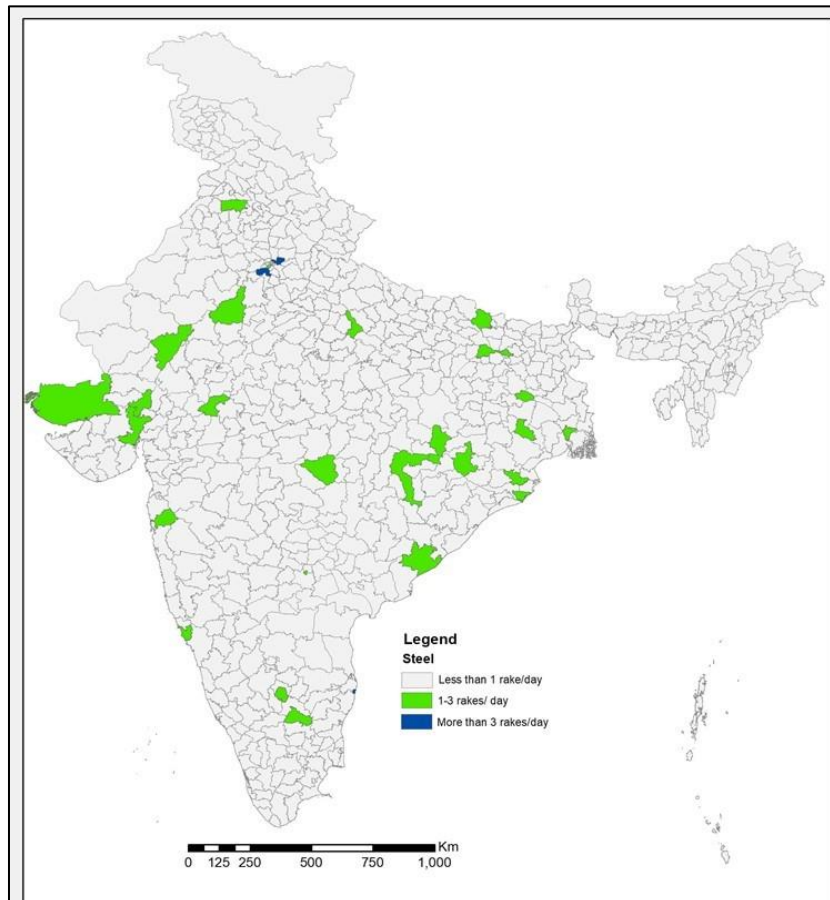 Legend
Steel
Less than 1 rake/day
1-3 rakes/ day
More than 3 rakes/day
Km
0 125 250 500 750 1,000